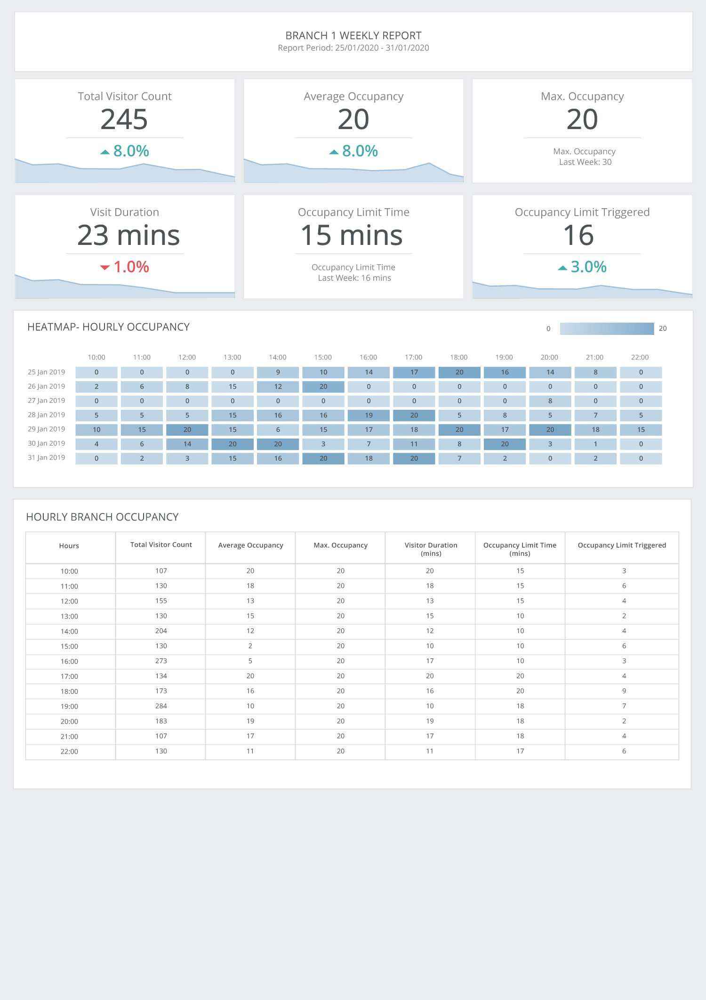 BRANCH 1 WEEKLY REPORT
Report Period: 25/01/2020 - 31/01/2020
Total Visitor Count
245
8.0%
Average Occupancy
20
8.0%
Max. Occupancy
20
Max. Occupancy
Last Week: 30
Visit Duration
23 mins
1.0%
Occupancy Limit Time
15 mins
Occupancy Limit Time
Last Week: 16 mins
Occupancy Limit Triggered
16
3.0%
HEATMAP- HOURLY OCCUPANCY
0 20
10:00 11:00 12:00 13:00 14:00 15:00 16:00 17:00 18:00 19:00 20:00 21:00 22:00
25 Jan 2019 0 0 0 0 9 10 14 17 20 16 14 8 0
26 Jan 2019 2 6 8 15 12 20 0 0 0 0 0 0 0
27 Jan 2019 0 0 0 0 0 0 0 0 0 0 8 0 0
28 Jan 2019 5 5 5 15 16 16 19 20 5 8 5 7 5
29 Jan 2019 10 15 20 15 6 15 17 18 20 17 20 18 15
30 Jan 2019 4 6 14 20 20 3 7 11 8 20 3 1 0
31 Jan 2019 0 2 3 15 16 20 18 20 7 2 0 2 0
HOURLY BRANCH OCCUPANCY
Hours Total Visitor Count Average Occupancy Max. Occupancy Visitor Duration (mins) Occupancy Limit Time (mins) Occupancy Limit Triggered
10:00 107 20 20 20 15 3
11:00 130 18 20 18 15 6
12:00 155 13 20 13 15 4
13:00 130 15 20 15 10 2
14:00 204 12 20 12 10 4
15:00 130 2 20 10 10 6
16:00 273 5 20 17 10 3
17:00 134 20 20 20 20 4
18:00 173 16 20 16 20 9
19:00 284 10 20 10 18 7
20:00 183 19 20 19 18 2
21:00 107 17 20 17 18 4
22:00 130 11 20 11 17 6